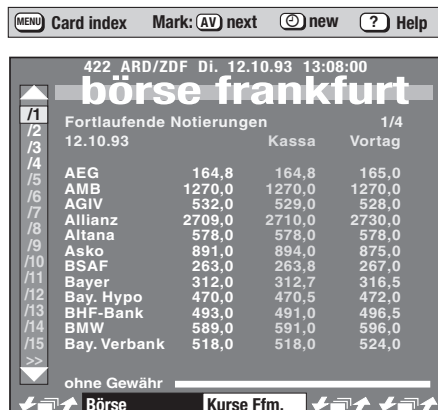 MENU Card index Mark: AV next new ? Help
422 ARD/ZDF Di. 12.10.93 13:08:00
börse frankfurt
/1 Fortlaufende Notierungen 1/4
/2
/3 12.10.93 Kassa Vortag
/4
/5 AEG 164,8 164,8 165,0
/6 AMB 1270,0 1270,0 1270,0
AGIV 532,0 529,0 528,0
/7 Allianz 2709,0 2710,0 2730,0
/8 Altana 578,0 578,0 578,0
/9 Asko 891,0 894,0 875,0
/10 BSAF 263,0 263,8 267,0
/11 Bayer 312,0 312,7 316,5
/12 Bay. Hypo 470,0 470,5 472,0
/13 BHF-Bank 493,0 491,0 496,5
/14 BMW 589,0 591,0 596,0
/15 Bay. Verbank 518,0 518,0 524,0
>>
ohne Gewähr
Börse Kurse Ffm.